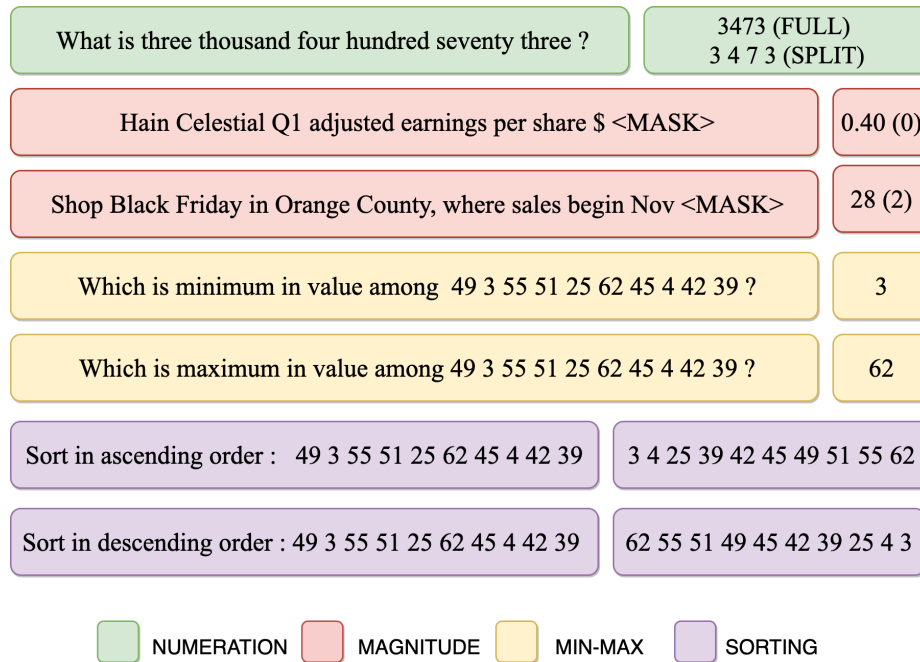 What is three thousand four hundred seventy three ?
3473 (FULL)
3 4 7 3 (SPLIT)
Hain Celestial Q1 adjusted earnings per share $ <MASK>
0.40 (0)
Shop Black Friday in Orange County, where sales begin Nov <MASK>
28 (2)
Which is minimum in value among 49 3 55 51 25 62 45 4 42 39 ?
3
Which is maximum in value among 49 3 55 51 25 62 45 4 42 39 ?
62
Sort in ascending order : 49 3 55 51 25 62 45 4 42 39
3 4 25 39 42 45 49 51 55 62
Sort in descending order : 49 3 55 51 25 62 45 4 42 39
62 55 51 49 45 42 39 25 4 3
NUMERATION MAGNITUDE MIN-MAX SORTING